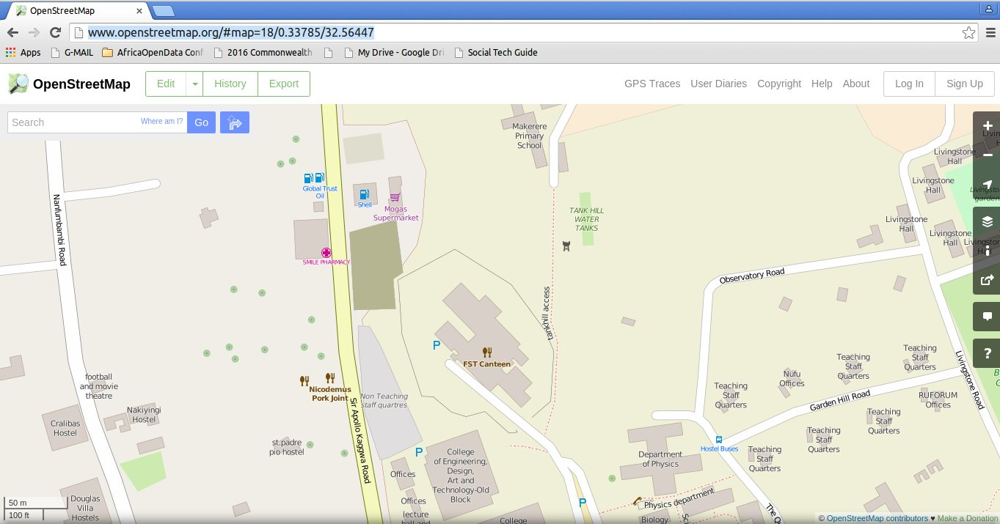 OpenStreetMap
www.openstreetmap.org/#map=18/0.33785/32.56447
Apps
G-MAIL
AfricaOpenData Conf
2016 Commonwealth
My Drive - Google Dri
Social Tech Guide
OpenStreetMap
Edit
History
Export
GPS Traces
User Diaries
Copyright
Help
About
Log In
Sign Up
Search
Where am I?
Go
Makerere
Primary
School
Livingstone
Hall
Livingstone
Hall
Livingstone
Hall
Livingstone
Hall
Global Trust
Oil
Shell
Mogas
Supermarket
TANK HILL
WATER
TANKS
Nanfumbambi Road
SMILE PHARMACY
Observatory Road
tankhill access
P
FST Canteen
Nicodemus
Pork Joint
Non Teaching
staff quartres
Sir Apollo Kaggwa Road
football
and movie
theatre
Nakiyingi
Hostel
Cralibas
Hostel
st.padre
pio hostel
Teaching
Staff
Quarters
Teaching
Staff
Quarters
Nufu
Offices
Teaching
Staff
Quarters
Garden Hill Road
Livingstone Road
RUFORUM
Offices
Teaching
Staff
Quarters
Teaching
Staff
Quarters
Hostel Buses
Teaching
Staff
Quarters
Department
of Physics
P
Offices
College
of Engineering,
Design,
Art and
Technology-Old
Block
Offices
lecture
hall and
P
Physics department
Biology
College
Douglas
Villa
Hostels
50 m
100 ft
© OpenStreetMap contributors ♥ Make a Donation